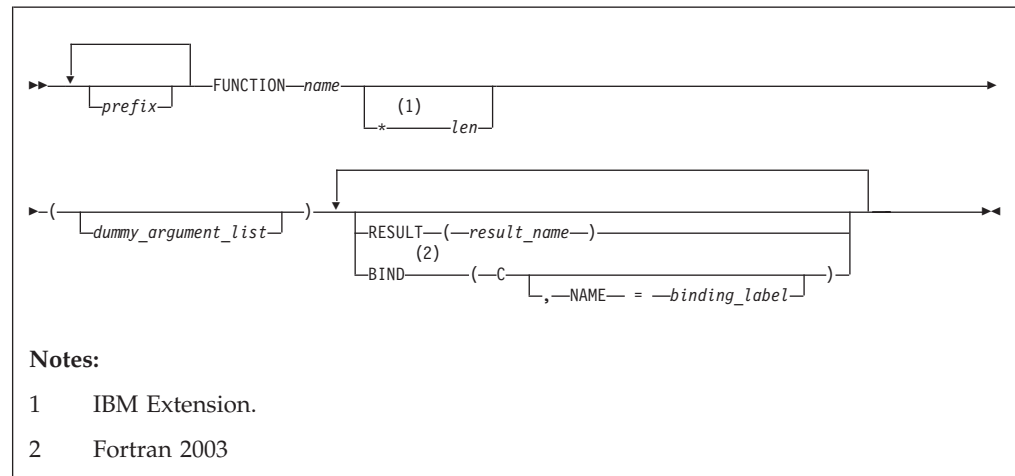 prefix FUNCTION name * (1) len
( dummy_argument_list ) RESULT ( result_name )
(2)
BIND ( C , NAME = binding_label )
Notes:
1 IBM Extension.
2 Fortran 2003